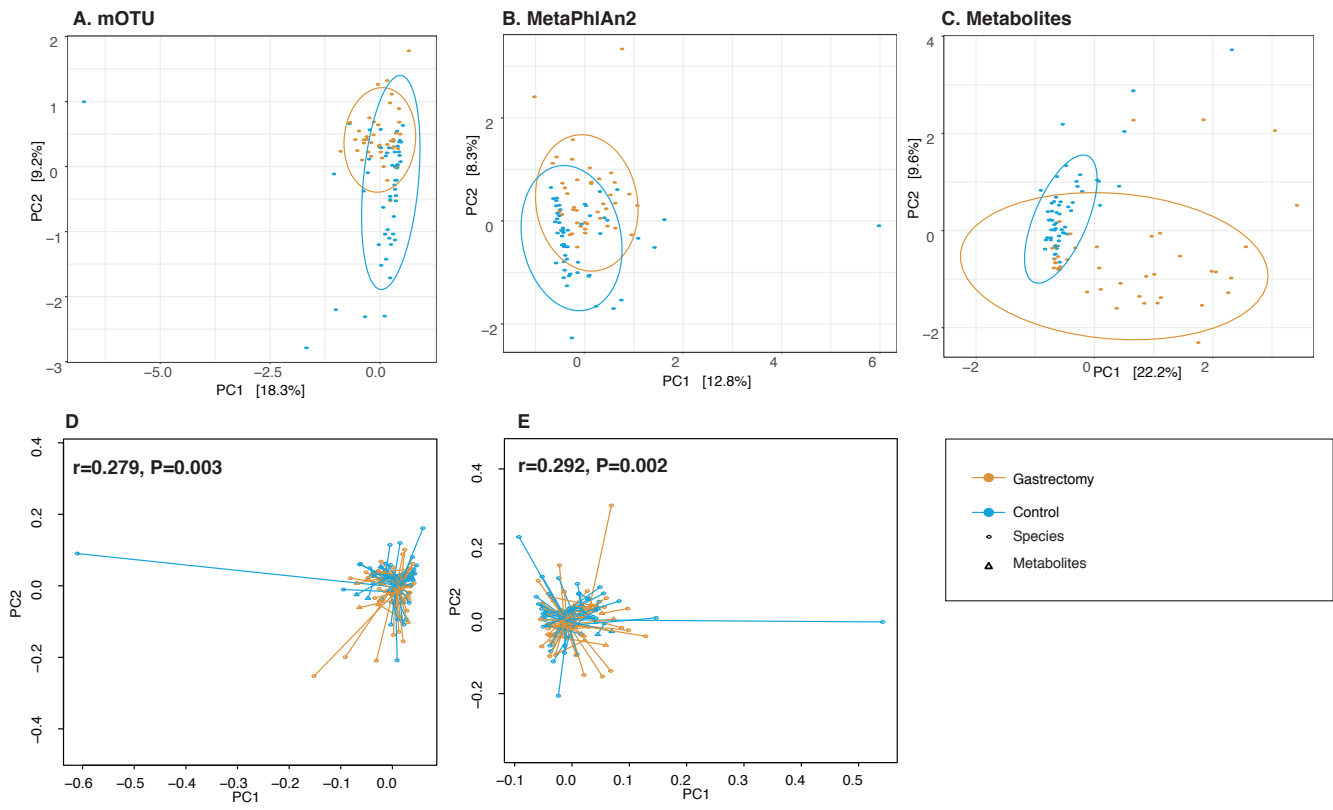 A. mOTU
2
1
0
−1
−2
−3
PC2 [9.2%]
−5.0
−2.5
0.0
PC1 [18.3%]
B. MetaPhlAn2
2
0
−2
PC2 [8.3%]
0
2
4
6
PC1 [12.8%]
C. Metabolites
4
2
0
−2
PC2 [9.6%]
−2
0
2
PC1 [22.2%]
D
r=0.279, P=0.003
0.4
0.2
0.0
−0.2
−0.4
PC2
−0.6
−0.5
−0.4
−0.3
−0.2
−0.1
0.0
PC1
E
r=0.292, P=0.002
0.4
0.2
0.0
−0.2
PC2
−0.1
0.0
0.1
0.2
0.3
0.4
0.5
PC1
Gastrectomy
Control
Species
Metabolites